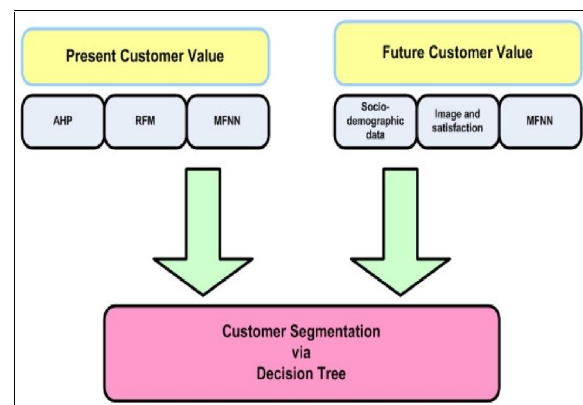 Present Customer Value
Future Customer Value
AHP
RFM
MFNN
Socio-
demographic
data
Image and
satisfaction
MFNN
Customer Segmentation
via
Decision Tree